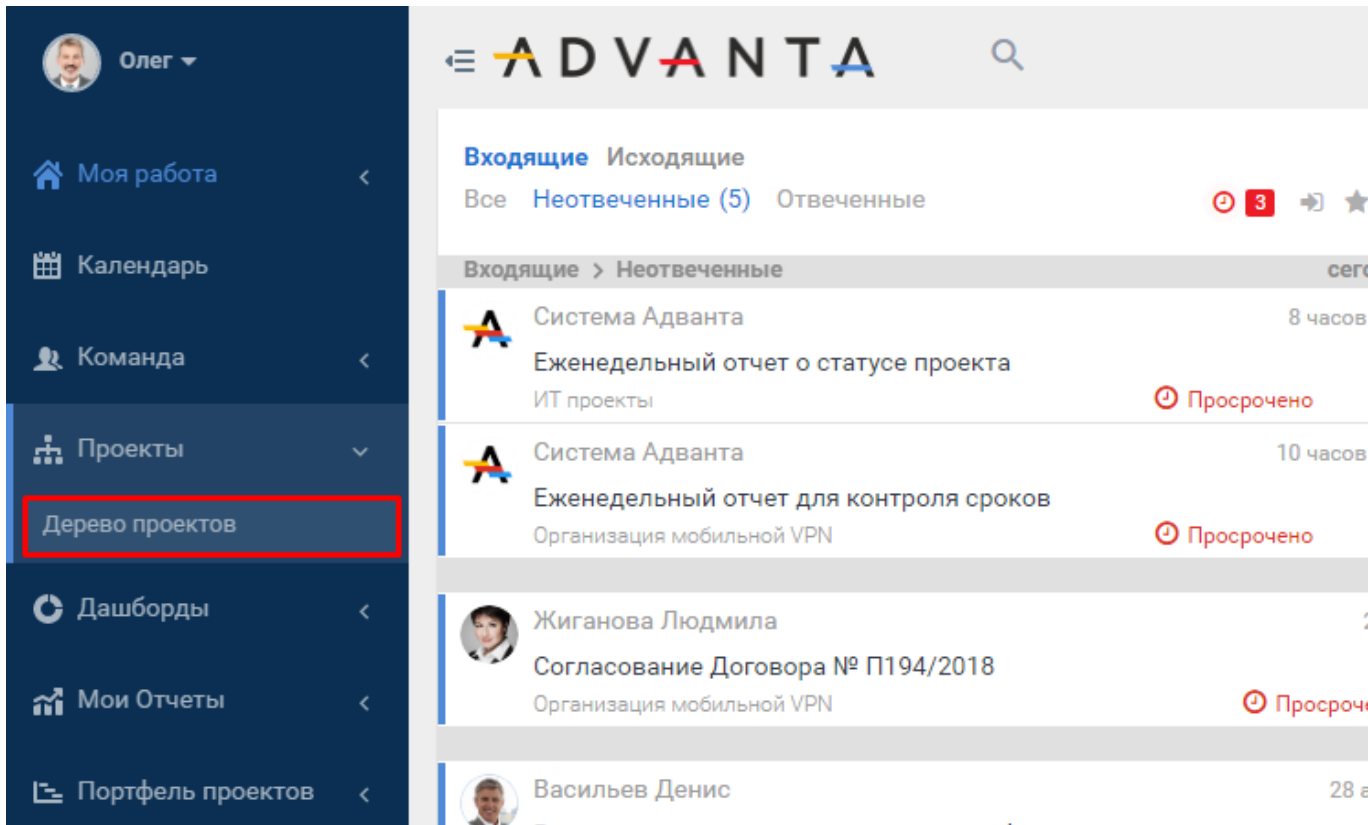 Олег
Моя работа
Календарь
Команда
Проекты
Дерево проектов
Дашборды
Мои Отчеты
Портфель проектов
ADVANTA
Входящие Исходящие
Все Неотвеченные (5) Отвеченные
3
Входящие > Неотвеченные
Система Адванта 8 часов
Еженедельный отчет о статусе проекта
ИТ проекты Просрочено
Система Адванта 10 часов
Еженедельный отчет для контроля сроков
Организация мобильной VPN Просрочено
Жиганова Людмила
Согласование Договора № П194/2018
Организация мобильной VPN
Васильев Денис 28